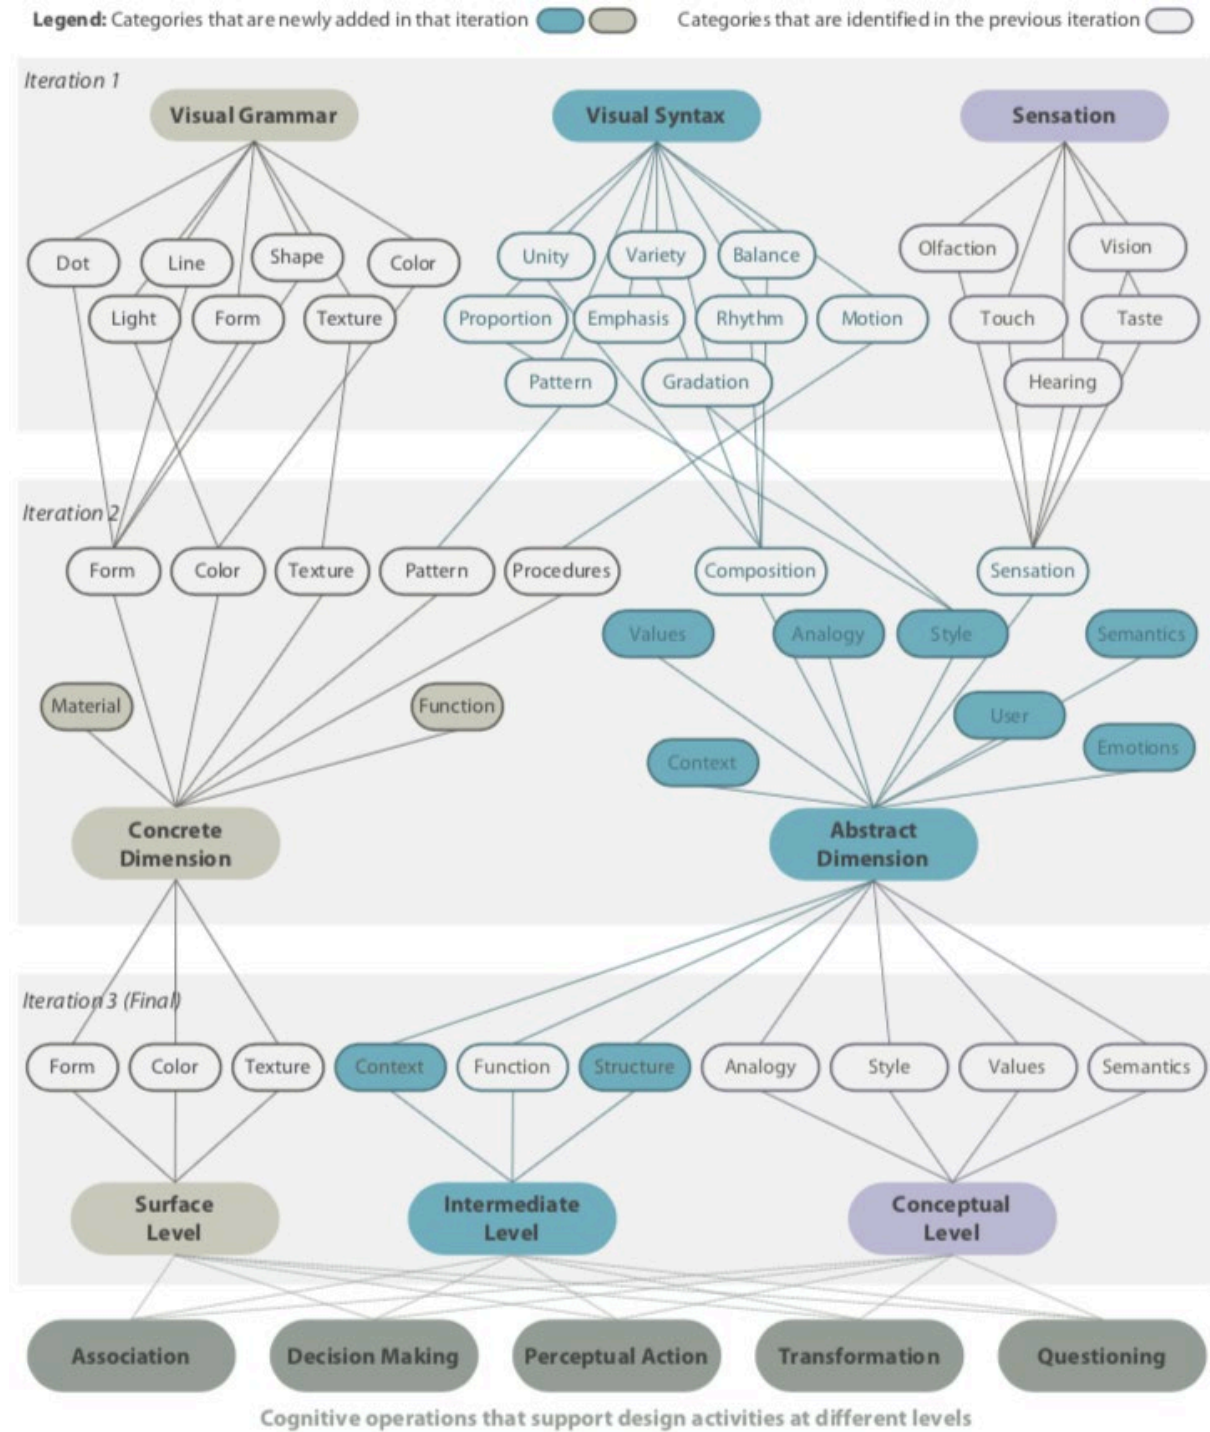 Legend: Categories that are newly added in that iteration
Categories that are identified in the previous iteration
Iteration 1
Visual Grammar
Visual Syntax
Sensation
Dot
Line
Shape
Color
Light
Form
Texture
Unity
Variety
Balance
Proportion
Emphasis
Rhythm
Motion
Pattern
Gradation
Olfaction
Vision
Touch
Taste
Hearing
Iteration 2
Form
Color
Texture
Pattern
Procedures
Composition
Sensation
Values
Analogy
Style
Semantics
Material
Function
User
Context
Emotions
Concrete
Dimension
Abstract
Dimension
Iteration 3 (Final)
Form
Color
Texture
Context
Function
Structure
Analogy
Style
Values
Semantics
Surface
Level
Intermediate
Level
Conceptual
Level
Association
Decision Making
Perceptual Action
Transformation
Questioning
Cognitive operations that support design activities at different levels